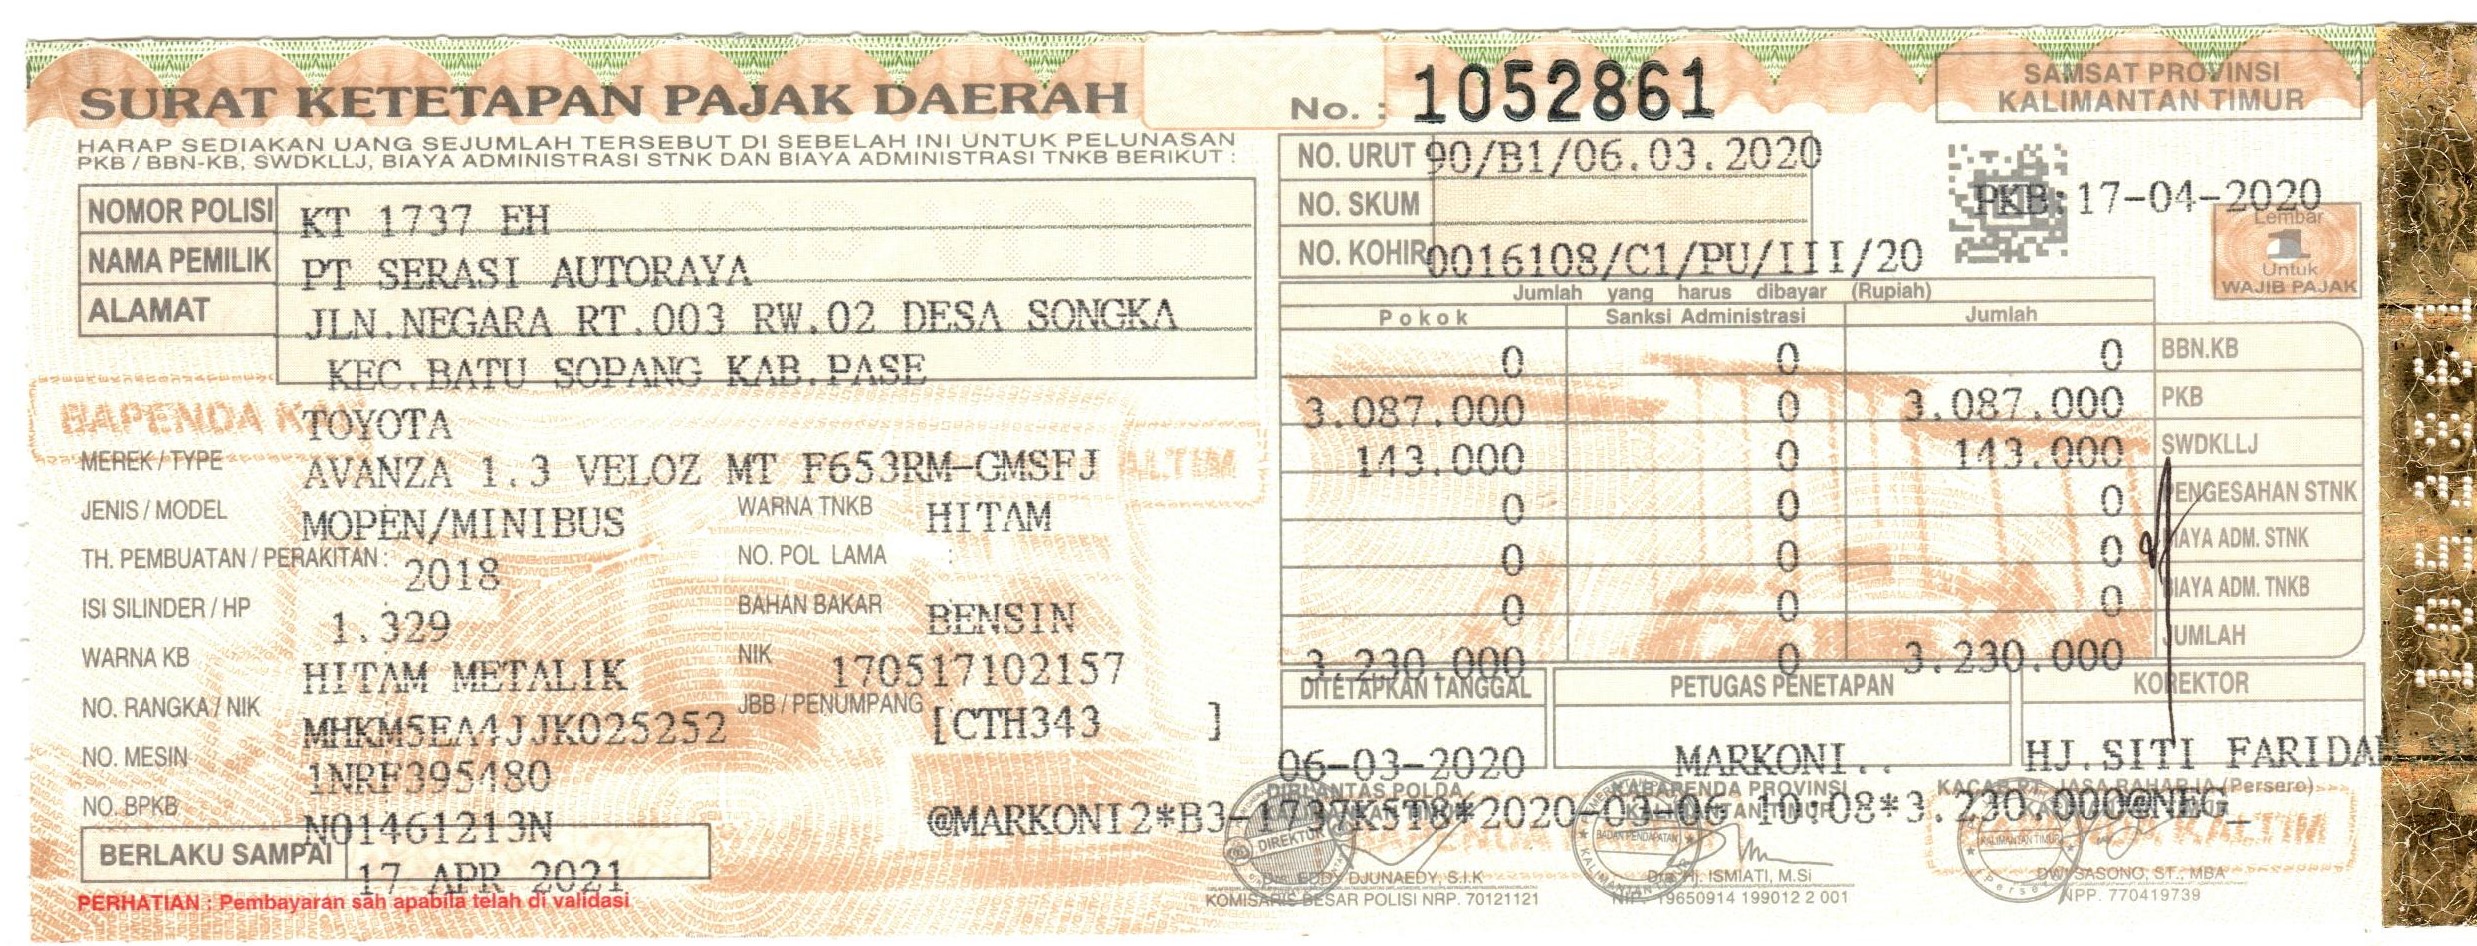 SURAT KETETAPAN PAJAK DAERAH
No. : 1052861
SAMSAT PROVINSI
KALIMANTAN TIMUR
HARAP SEDIAKAN UANG SEJUMLAH TERSEBUT DI SEBELAH INI UNTUK PELUNASAN
PKB / BBN-KB, SWDKLLJ, BIAYA ADMINISTRASI STNK DAN BIAYA ADMINISTRASI TNKB BERIKUT :
NO. URUT 90/B1/06.03.2020
NO. SKUM
NO. KOHIR 0016108/C1/PU/III/20
PKB: 17-04-2020
Lembar
1
Untuk
WAJIB PAJAK
NOMOR POLISI KT 1737 EH
NAMA PEMILIK PT SERASI AUTORAYA
ALAMAT JLN.NEGARA RT.003 RW.02 DESA SONGKA
KEC.BATU SOPANG KAB.PASE
BAPENDA
KALTIM
TOYOTA
MEREK / TYPE AVANZA 1.3 VELOZ MT F653RM-GMSFJ
JENIS / MODEL MOPEN/MINIBUS
WARNA TNKB HITAM
TH. PEMBUATAN / PERAKITAN : 2018
NO. POL LAMA :
ISI SILINDER / HP 1.329
BAHAN BAKAR BENSIN
WARNA KB HITAM METALIK
NIK 170517102157
NO. RANGKA / NIK MHKM5EA4JJK025252
JBB / PENUMPANG [CTH343 ]
NO. MESIN 1NRF395480
NO. BPKB N01461213N
BERLAKU SAMPAI 17 APR 2021
PERHATIAN : Pembayaran sah apabila telah di validasi
Jumlah yang harus dibayar (Rupiah)
Pokok Sanksi Administrasi Jumlah
0 0 0 BBN.KB
3.087.000 0 3.087.000 PKB
143.000 0 143.000 SWDKLLJ
0 0 0 PENGESAHAN STNK
0 0 0 BIAYA ADM. STNK
0 0 0 BIAYA ADM. TNKB
3.230.000 0 3.230.000 JUMLAH
DITETAPKAN TANGGAL PETUGAS PENETAPAN KOREKTOR
06-03-2020 MARKONI.. HJ.SITI FARIDAH
DIRLANTAS POLDA
KABAPENDA PROVINSI
KACAB PT. JASA RAHARJA (Persero)
@MARKONI2*B3-1737K5T8*2020-03-06 10:08*3.230.000@NEG_
DIREKTUR
BADAN PENDAPATAN
KALIMANTAN TIMUR
KALTIM
DJUNAEDY, S.I.K
KOMISARIS BESAR POLISI NRP. 70121121
Dra. Hj. ISMIATI, M.Si
NIP. 19650914 199012 2 001
DWI SASONO, ST., MBA
NPP. 770419739